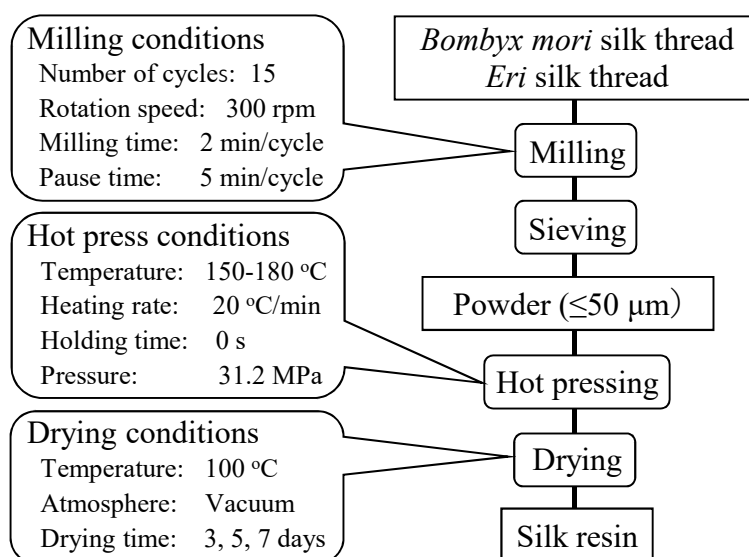 Milling conditions
Number of cycles: 15
Rotation speed: 300 rpm
Milling time: 2 min/cycle
Pause time: 5 min/cycle
Hot press conditions
Temperature: 150-180 ºC
Heating rate: 20 ºC/min
Holding time: 0 s
Pressure: 31.2 MPa
Drying conditions
Temperature: 100 ºC
Atmosphere: Vacuum
Drying time: 3, 5, 7 days
Bombyx mori silk thread
Eri silk thread
Milling
Sieving
Powder (≤50 μm)
Hot pressing
Drying
Silk resin